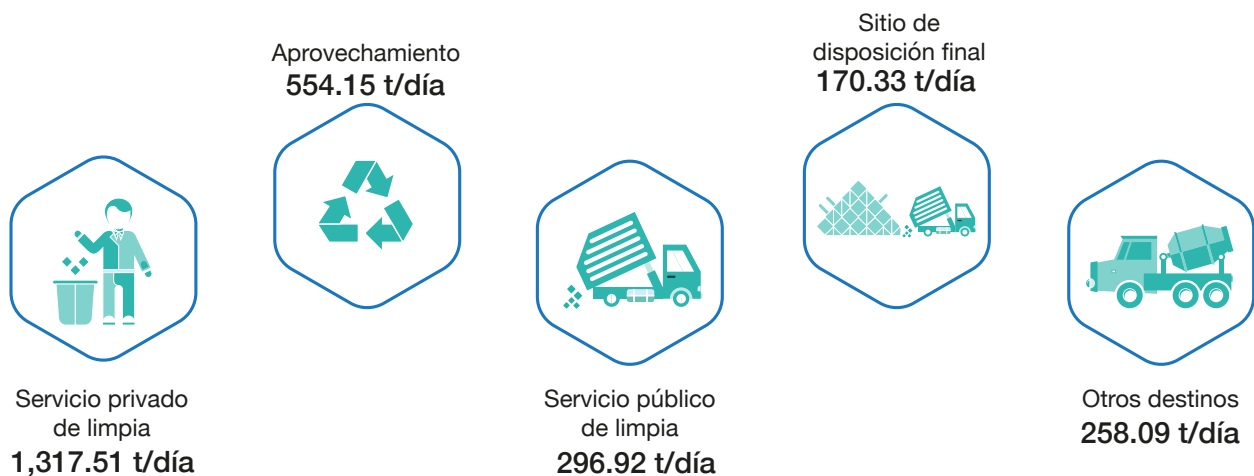 Servicio privado
de limpia
1,317.51 t/día
Aprovechamiento
554.15 t/día
Servicio público
de limpia
296.92 t/día
Sitio de
disposición final
170.33 t/día
Otros destinos
258.09 t/día